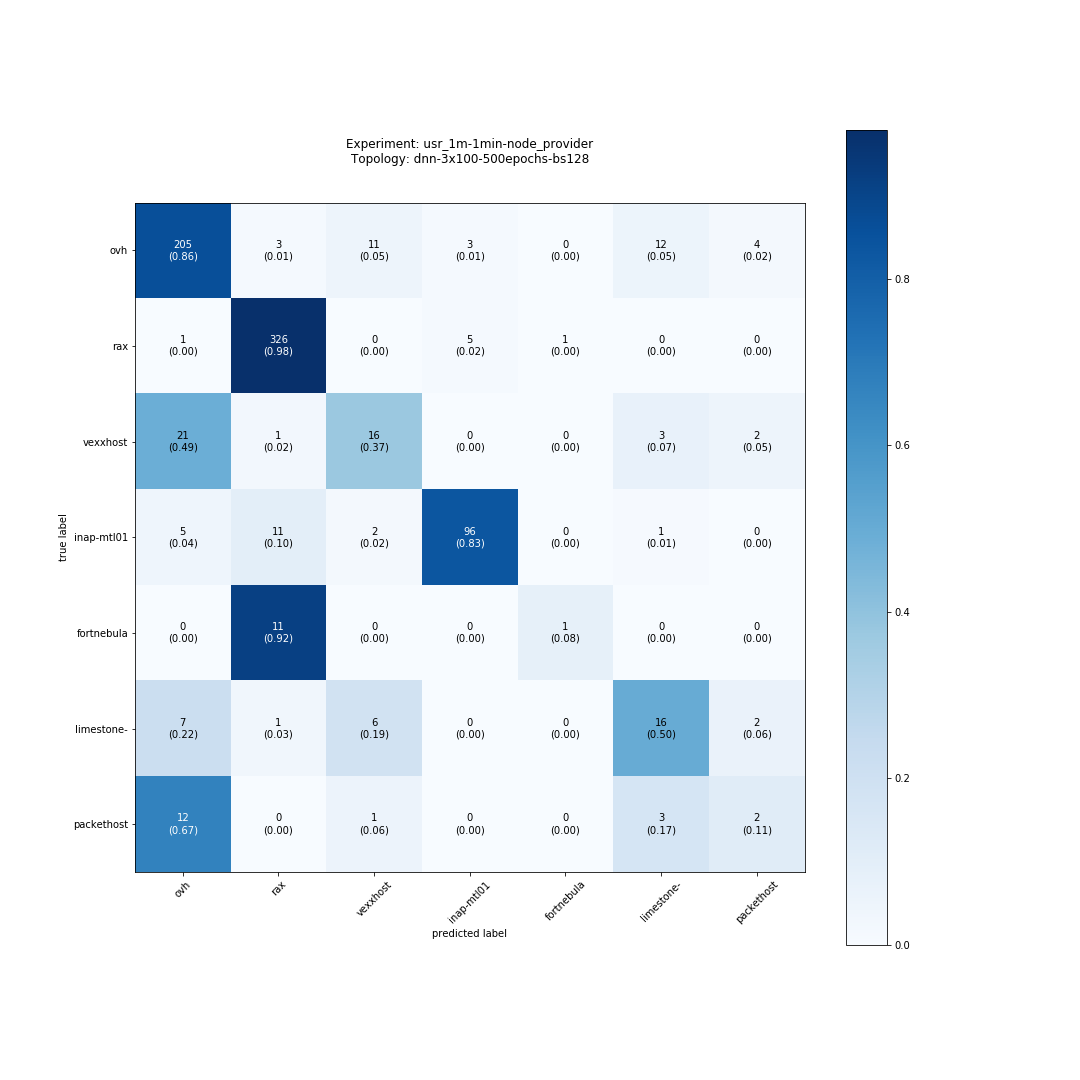 Experiment: usr_1m-1min-node_provider
Topology: dnn-3x100-500epochs-bs128
ovh
205 3 11 3 0 12 4
(0.86) (0.01) (0.05) (0.01) (0.00) (0.05) (0.02)
rax
1 326 0 5 1 0 0
(0.00) (0.98) (0.00) (0.02) (0.00) (0.00) (0.00)
vexxhost
21 1 16 0 0 3 2
(0.49) (0.02) (0.37) (0.00) (0.00) (0.07) (0.05)
inap-mtl01
5 11 2 96 0 1 0
(0.04) (0.10) (0.02) (0.83) (0.00) (0.01) (0.00)
fortnebula
0 11 0 0 1 0 0
(0.00) (0.92) (0.00) (0.00) (0.08) (0.00) (0.00)
limestone-
7 1 6 0 0 16 2
(0.22) (0.03) (0.19) (0.00) (0.00) (0.50) (0.06)
packethost
12 0 1 0 0 3 2
(0.67) (0.00) (0.06) (0.00) (0.00) (0.17) (0.11)
true label
ovh rax vexxhost inap-mtl01 fortnebula limestone- packethost
predicted label
0.8
0.6
0.4
0.2
0.0